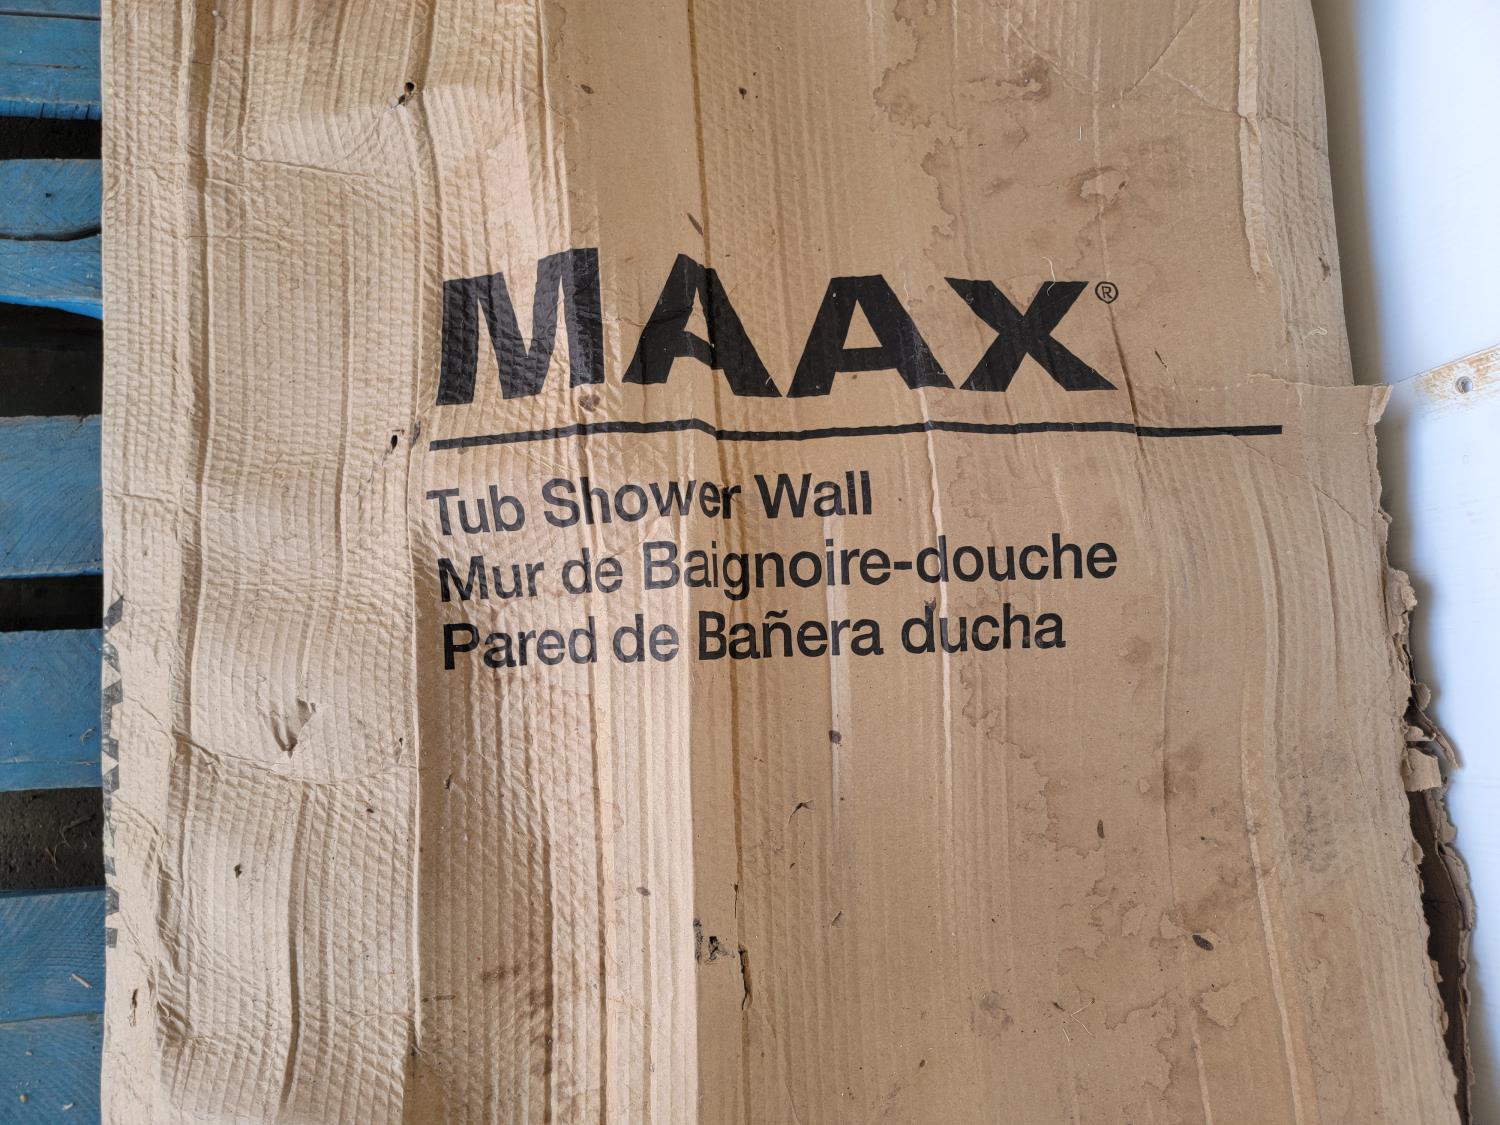 MAAX®
Tub Shower Wall
Mur de Baignoire-douche
Pared de Bañera ducha